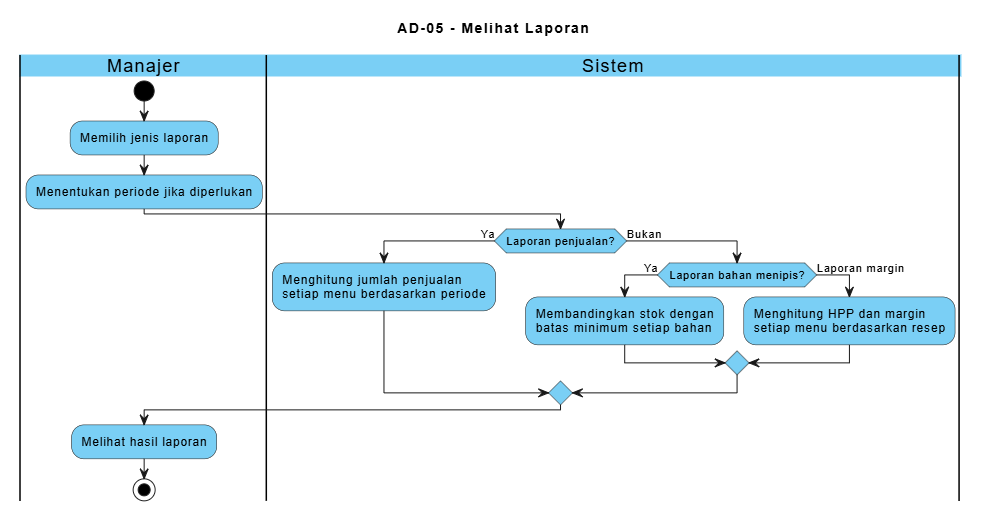 AD-05 - Melihat Laporan
Manajer
Sistem
Memilih jenis laporan
Menentukan periode jika diperlukan
Ya
Laporan penjualan?
Bukan
Menghitung jumlah penjualan
setiap menu berdasarkan periode
Ya
Laporan bahan menipis?
Laporan margin
Membandingkan stok dengan
batas minimum setiap bahan
Menghitung HPP dan margin
setiap menu berdasarkan resep
Melihat hasil laporan